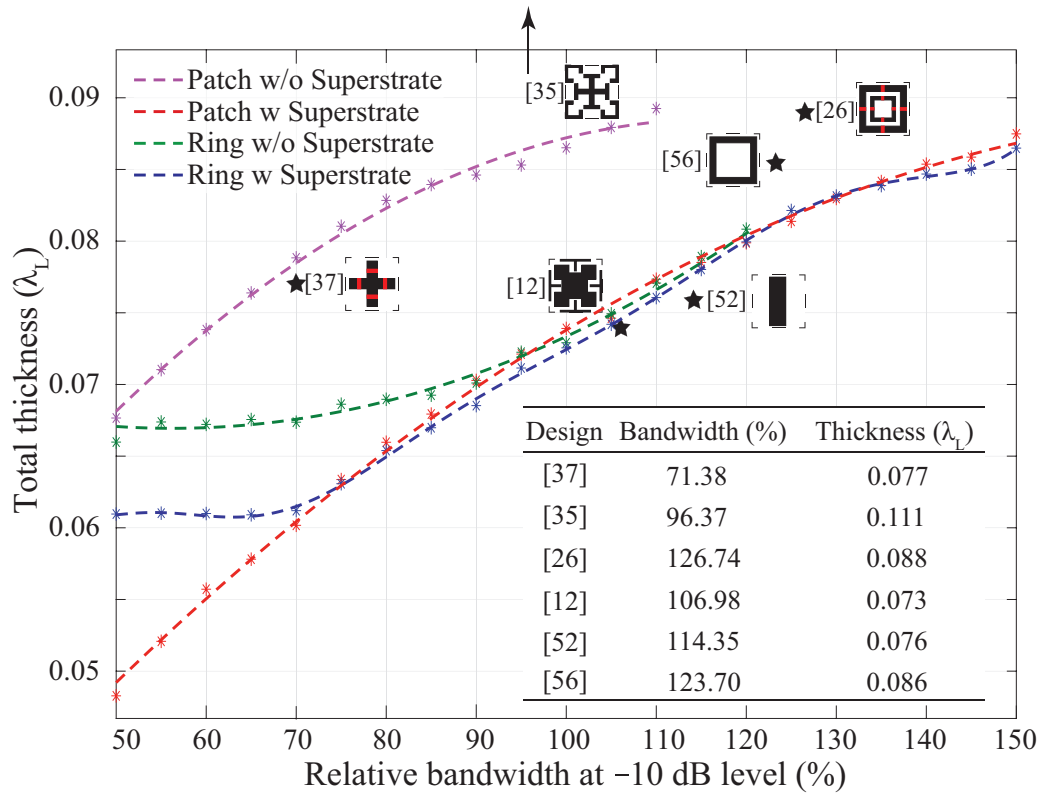 Patch w/o Superstrate
Patch w Superstrate
Ring w/o Superstrate
Ring w Superstrate
[35]
[26]
[56]
[37]
[12]
[52]
Total thickness (λL)
0.09
0.08
0.07
0.06
0.05
Design Bandwidth (%) Thickness (λL)
[37] 71.38 0.077
[35] 96.37 0.111
[26] 126.74 0.088
[12] 106.98 0.073
[52] 114.35 0.076
[56] 123.70 0.086
50 60 70 80 90 100 110 120 130 140 150
Relative bandwidth at −10 dB level (%)